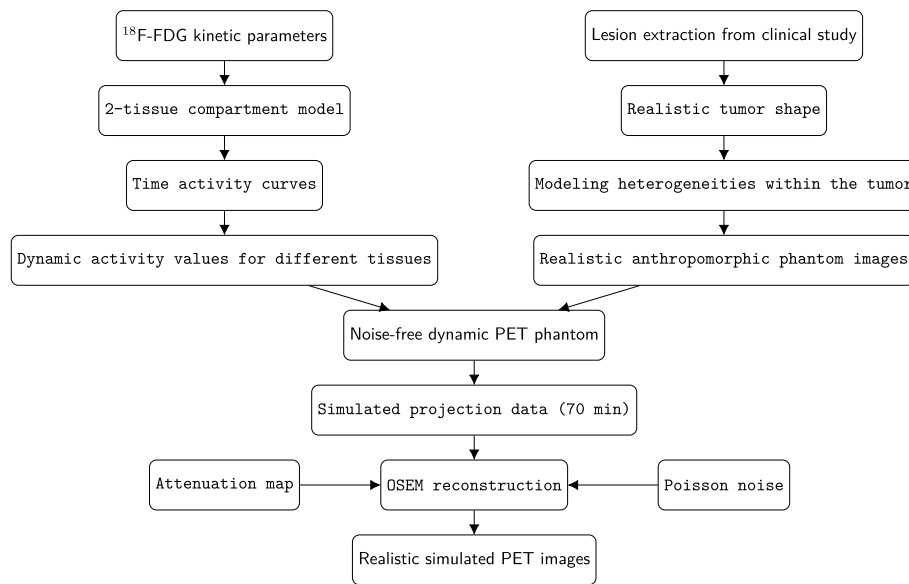 ¹⁸F-FDG kinetic parameters
Lesion extraction from clinical study
2-tissue compartment model
Realistic tumor shape
Time activity curves
Modeling heterogeneities within the tumor
Dynamic activity values for different tissues
Realistic anthropomorphic phantom images
Noise-free dynamic PET phantom
Simulated projection data (70 min)
Attenuation map
OSEM reconstruction
Poisson noise
Realistic simulated PET images